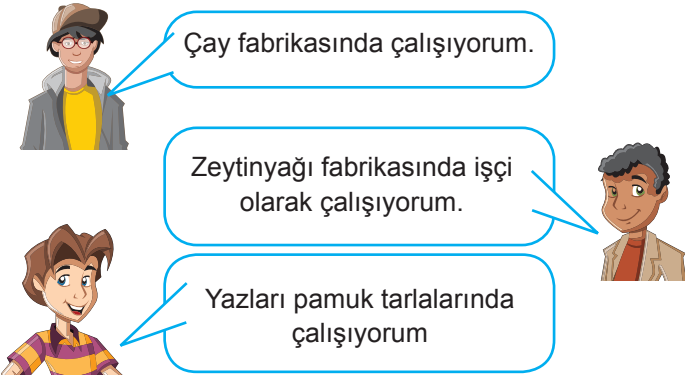 Çay fabrikasında çalışıyorum.
Zeytinyağı fabrikasında işçi
olarak çalışıyorum.
Yazları pamuk tarlalarında
çalışıyorum